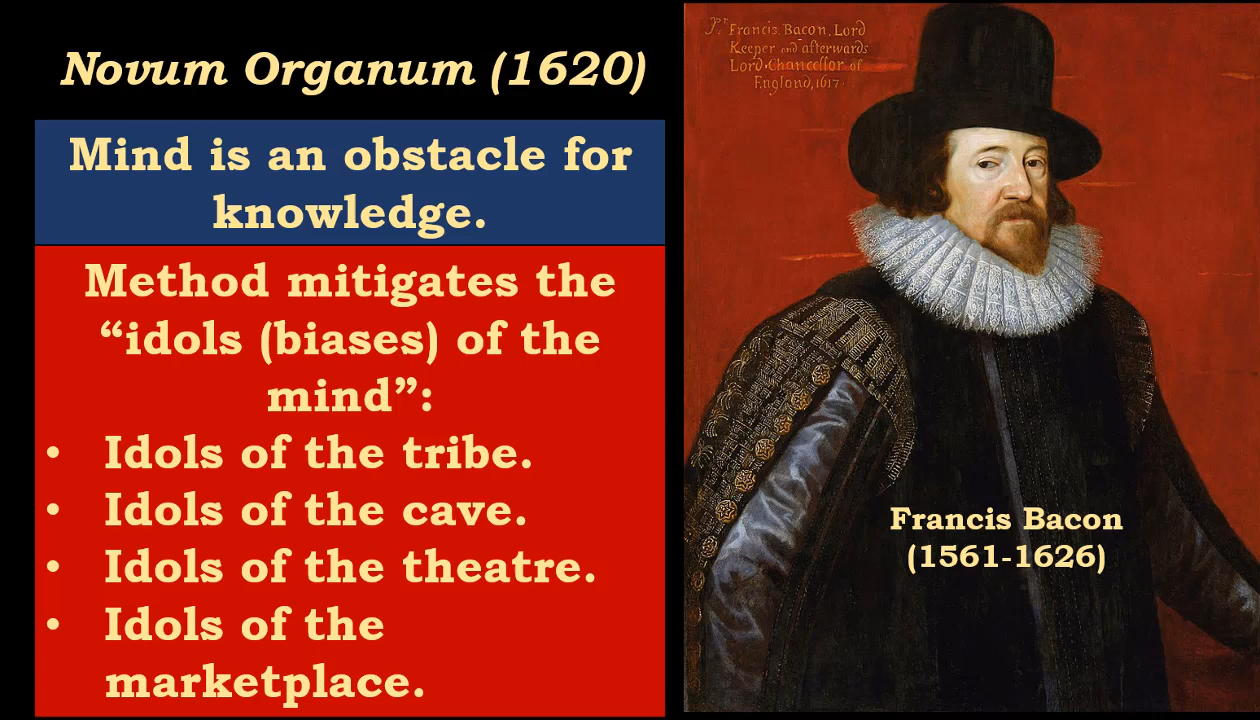 Novum Organum (1620)
Mind is an obstacle for
knowledge.
Method mitigates the
“idols (biases) of the
mind”:
• Idols of the tribe.
• Idols of the cave.
• Idols of the theatre.
• Idols of the
marketplace.
Francis Bacon, Lord
Keeper and afterwards
Lord Chancellor of
England, 1617.
Francis Bacon
(1561-1626)